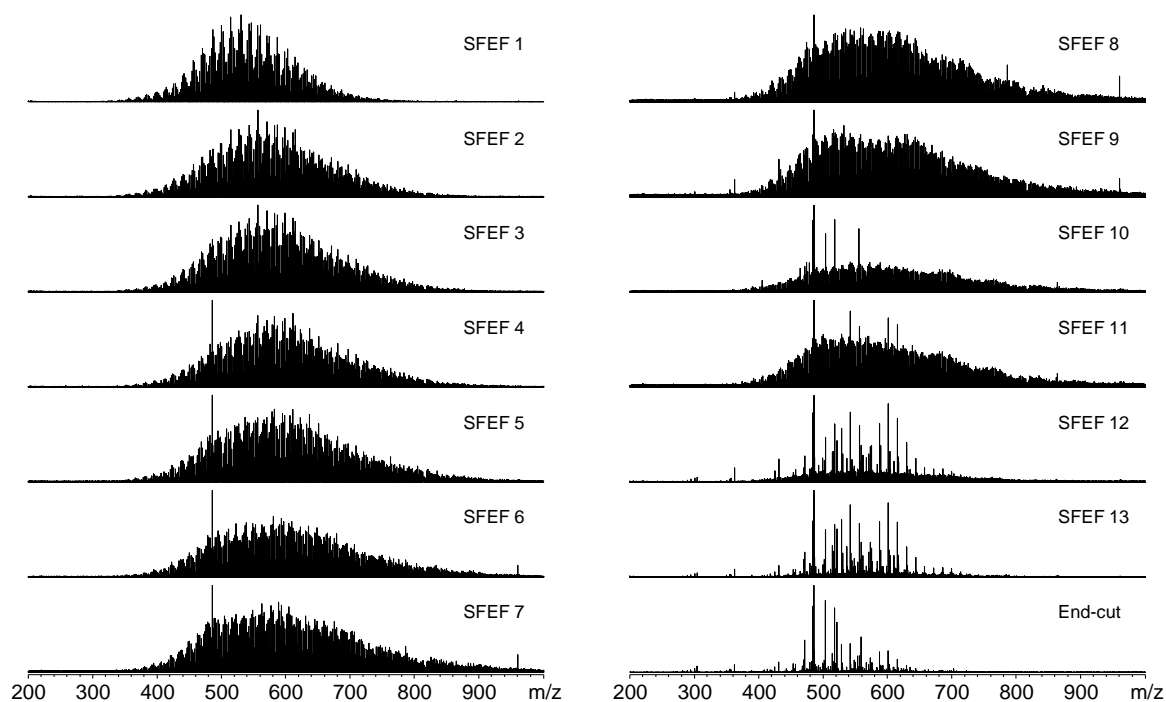 SFEF 1
SFEF 2
SFEF 3
SFEF 4
SFEF 5
SFEF 6
SFEF 7
200 300 400 500 600 700 800 900 m/z
SFEF 8
SFEF 9
SFEF 10
SFEF 11
SFEF 12
SFEF 13
End-cut
200 300 400 500 600 700 800 900 m/z